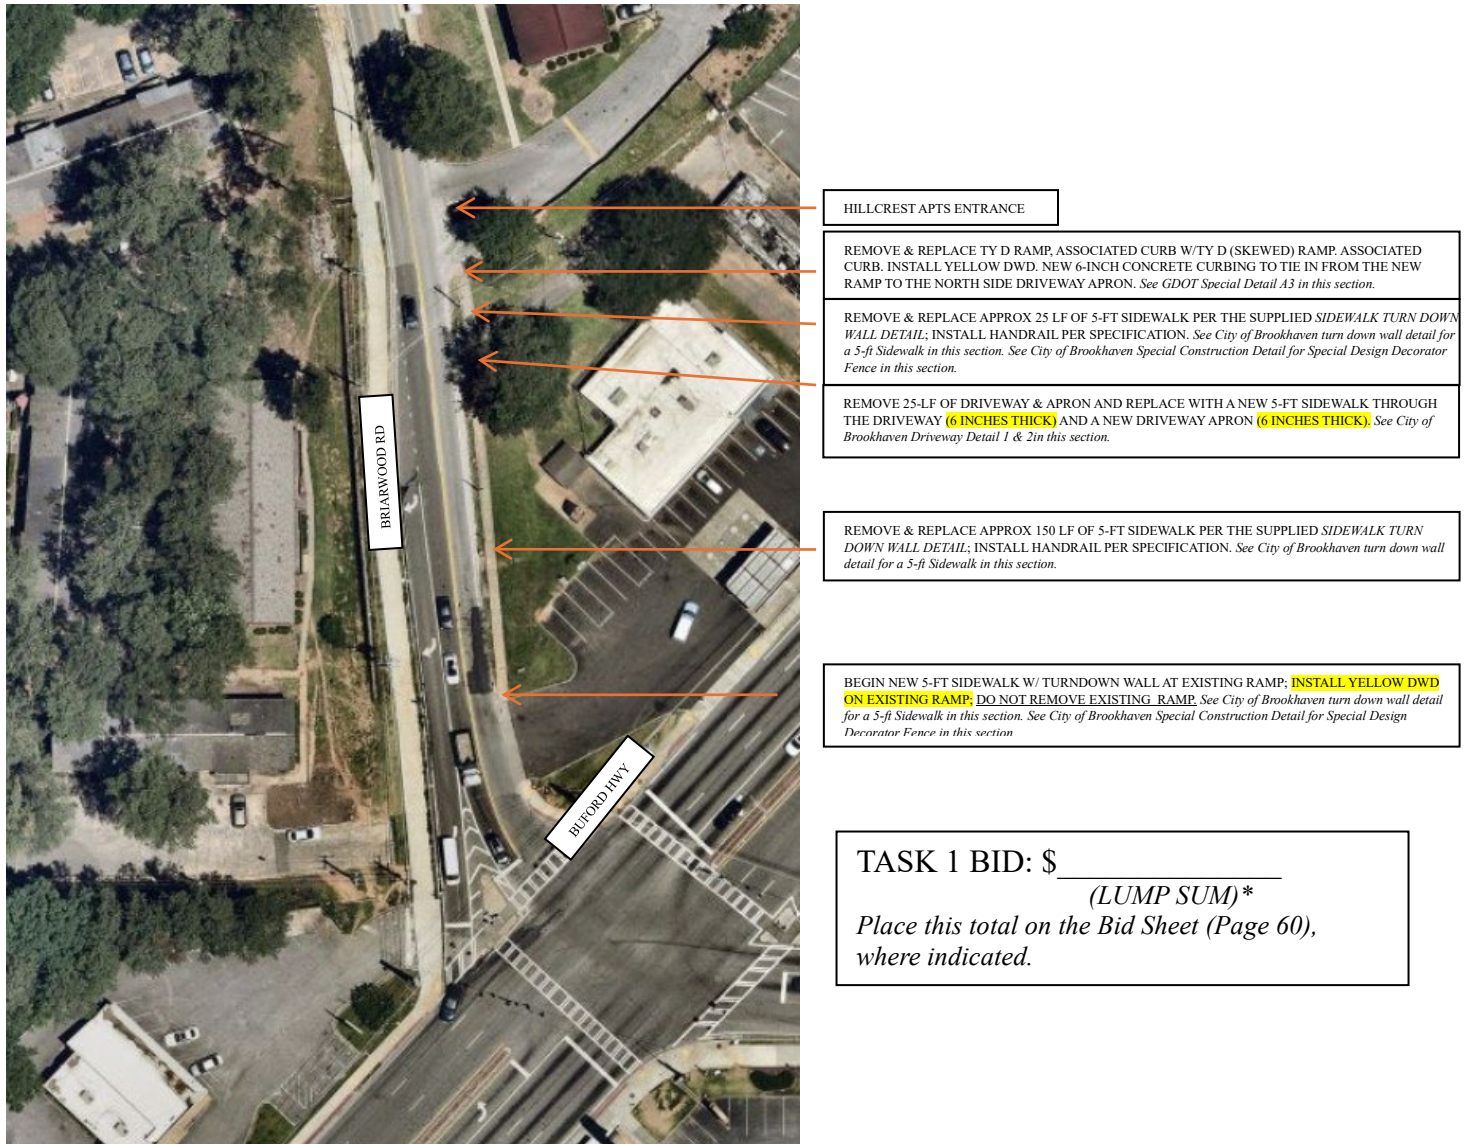 HILLCREST APTS ENTRANCE
REMOVE & REPLACE TY D RAMP, ASSOCIATED CURB W/TY D (SKEWED) RAMP. ASSOCIATED
CURB. INSTALL YELLOW DWD. NEW 6-INCH CONCRETE CURBING TO TIE IN FROM THE NEW
RAMP TO THE NORTH SIDE DRIVEWAY APRON. See GDOT Special Detail A3 in this section.
REMOVE & REPLACE APPROX 25 LF OF 5-FT SIDEWALK PER THE SUPPLIED SIDEWALK TURN DOWN
WALL DETAIL; INSTALL HANDRAIL PER SPECIFICATION. See City of Brookhaven turn down wall detail for
a 5-ft Sidewalk in this section. See City of Brookhaven Special Construction Detail for Special Design Decorator
Fence in this section.
REMOVE 25-LF OF DRIVEWAY & APRON AND REPLACE WITH A NEW 5-FT SIDEWALK THROUGH
THE DRIVEWAY (6 INCHES THICK) AND A NEW DRIVEWAY APRON (6 INCHES THICK). See City of
Brookhaven Driveway Detail 1 & 2in this section.
BRIARWOOD RD
REMOVE & REPLACE APPROX 150 LF OF 5-FT SIDEWALK PER THE SUPPLIED SIDEWALK TURN
DOWN WALL DETAIL; INSTALL HANDRAIL PER SPECIFICATION. See City of Brookhaven turn down wall
detail for a 5-ft Sidewalk in this section.
BEGIN NEW 5-FT SIDEWALK W/ TURNDOWN WALL AT EXISTING RAMP; INSTALL YELLOW DWD
ON EXISTING RAMP; DO NOT REMOVE EXISTING RAMP. See City of Brookhaven turn down wall detail
for a 5-ft Sidewalk in this section. See City of Brookhaven Special Construction Detail for Special Design
Decorator Fence in this section
BUFORD HWY
TASK 1 BID: $______________
(LUMP SUM)*
Place this total on the Bid Sheet (Page 60),
where indicated.